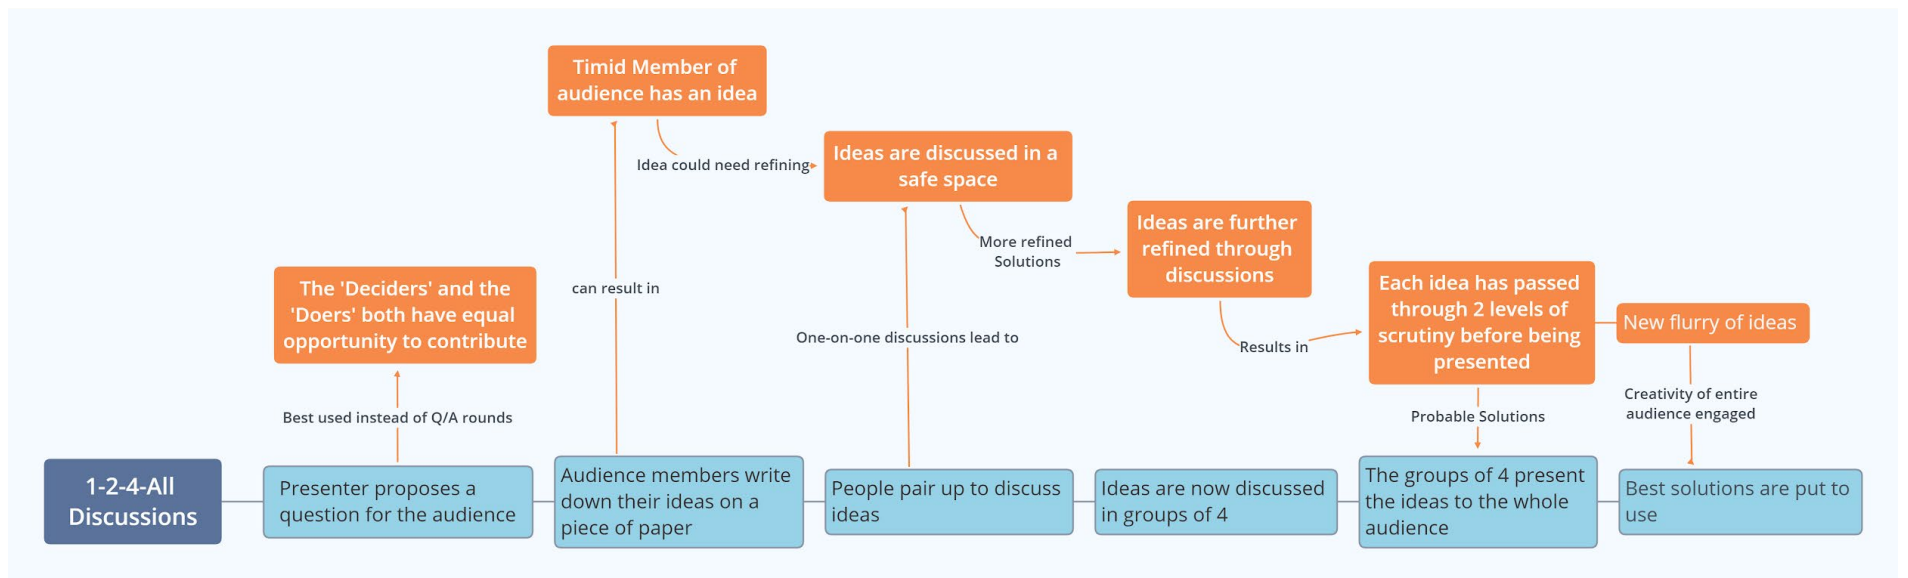 Timid Member of
audience has an idea
Idea could need refining
Ideas are discussed in a
safe space
More refined
Solutions
Ideas are further
refined through
discussions
can result in
The 'Deciders' and the
'Doers' both have equal
opportunity to contribute
One-on-one discussions lead to
Results in
Each idea has passed
through 2 levels of
scrutiny before being
presented
New flurry of ideas
Best used instead of Q/A rounds
Probable Solutions
Creativity of entire
audience engaged
1-2-4-All
Discussions
Presenter proposes a
question for the audience
Audience members write
down their ideas on a
piece of paper
People pair up to discuss
ideas
Ideas are now discussed
in groups of 4
The groups of 4 present
the ideas to the whole
audience
Best solutions are put to
use